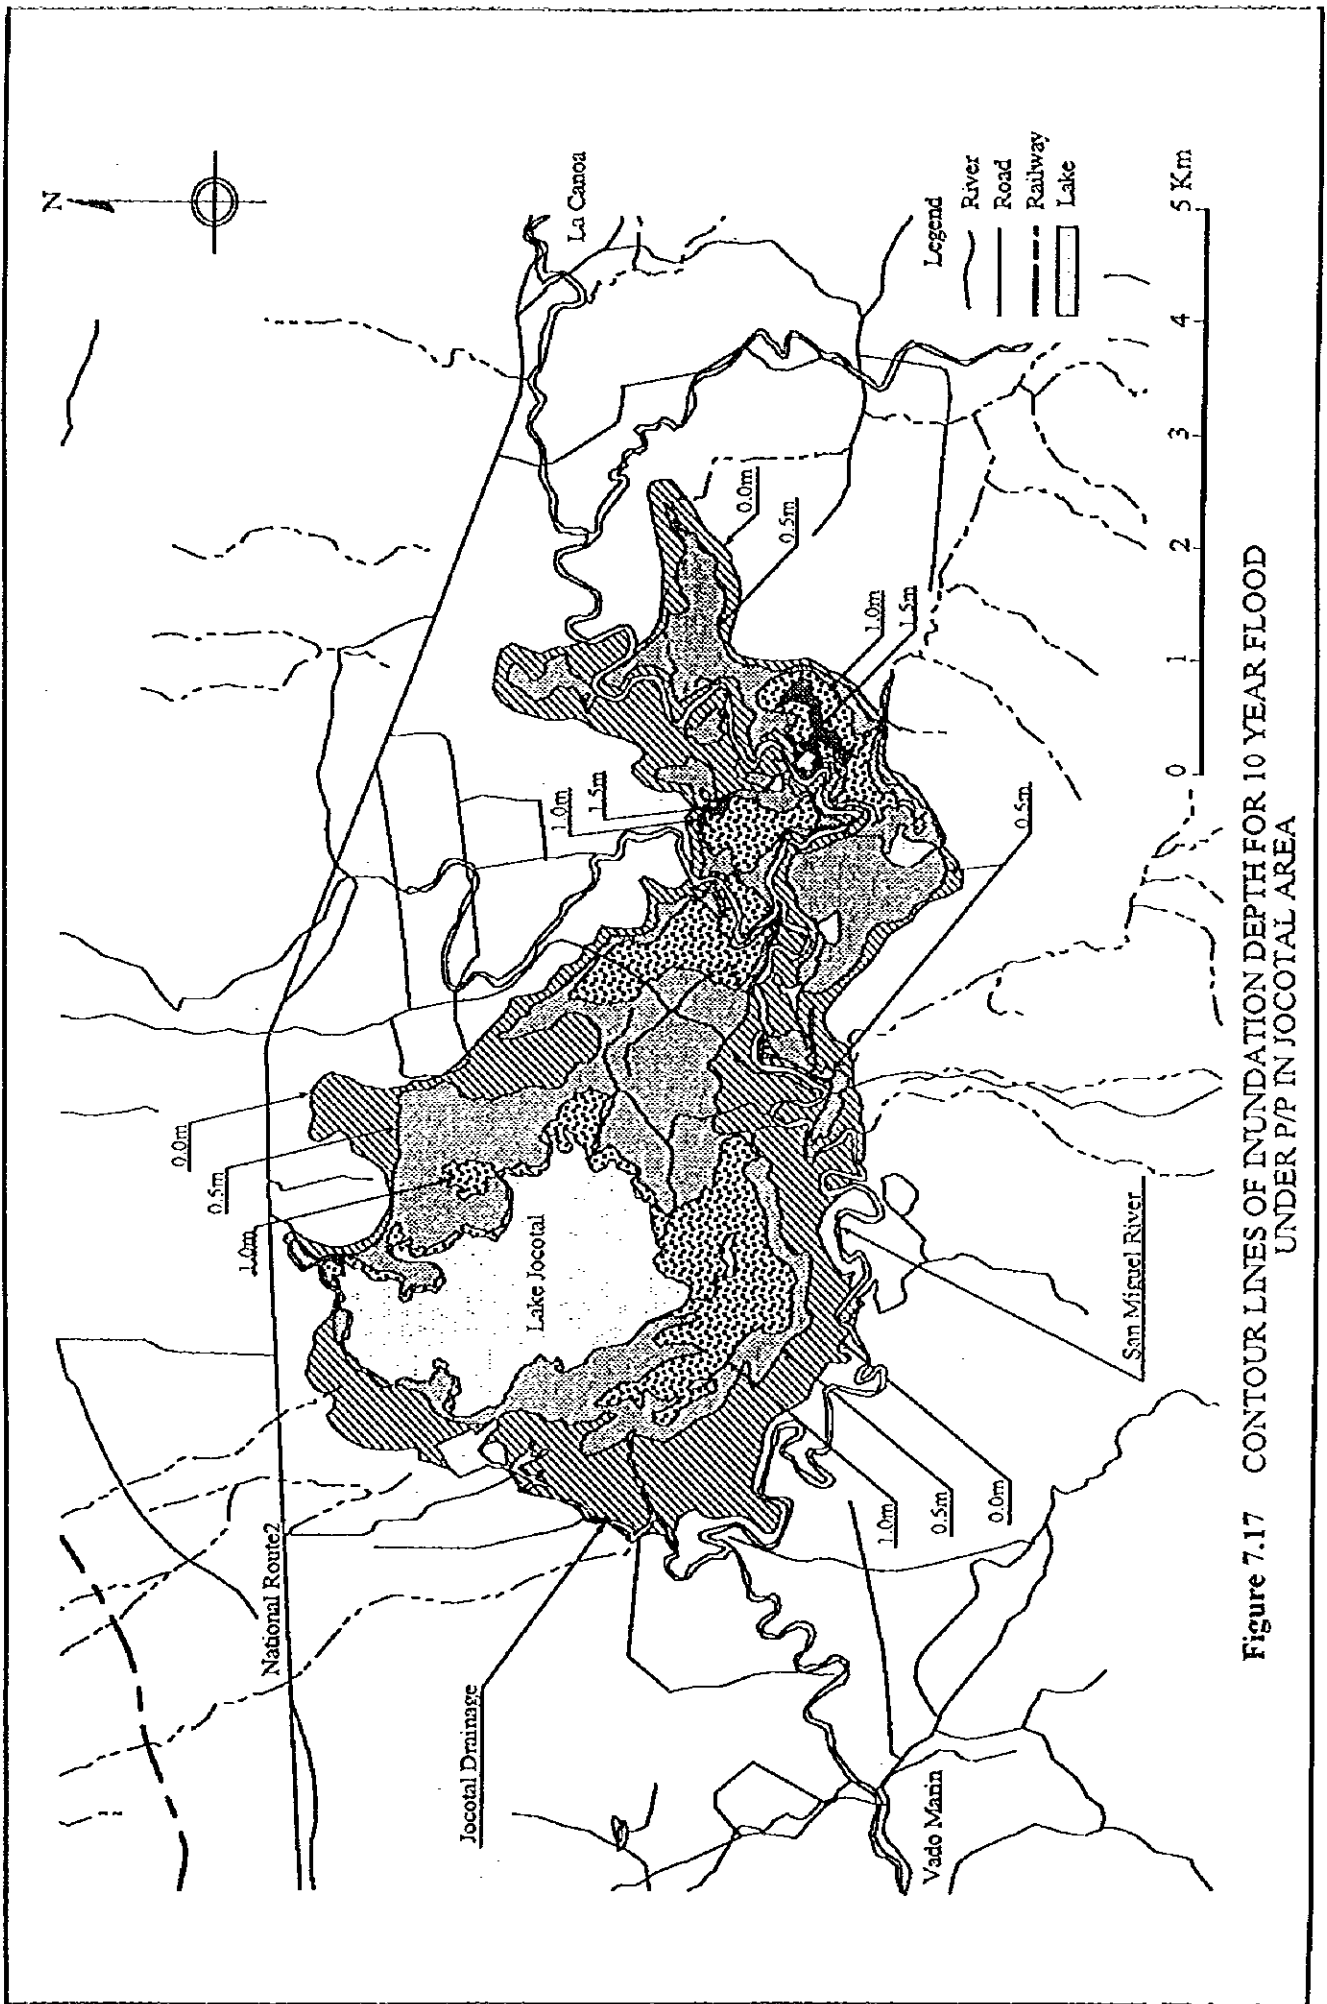 N
La Canoa
Legend
River
Road
Railway
Lake
0.0m
0.5m
1.0m
National Route2
Lake Jocotal
Jocotal Drainage
1.0m
1.5m
0.0m
0.5m
1.0m
1.5m
0.5m
San Miguel River
1.0m
0.5m
0.0m
Vado Marin
0 1 2 3 4 5 Km
Figure 7.17 CONTOUR LINES OF INUNDATION DEPTH FOR 10 YEAR FLOOD
UNDER P/P IN JOCOTAL AREA